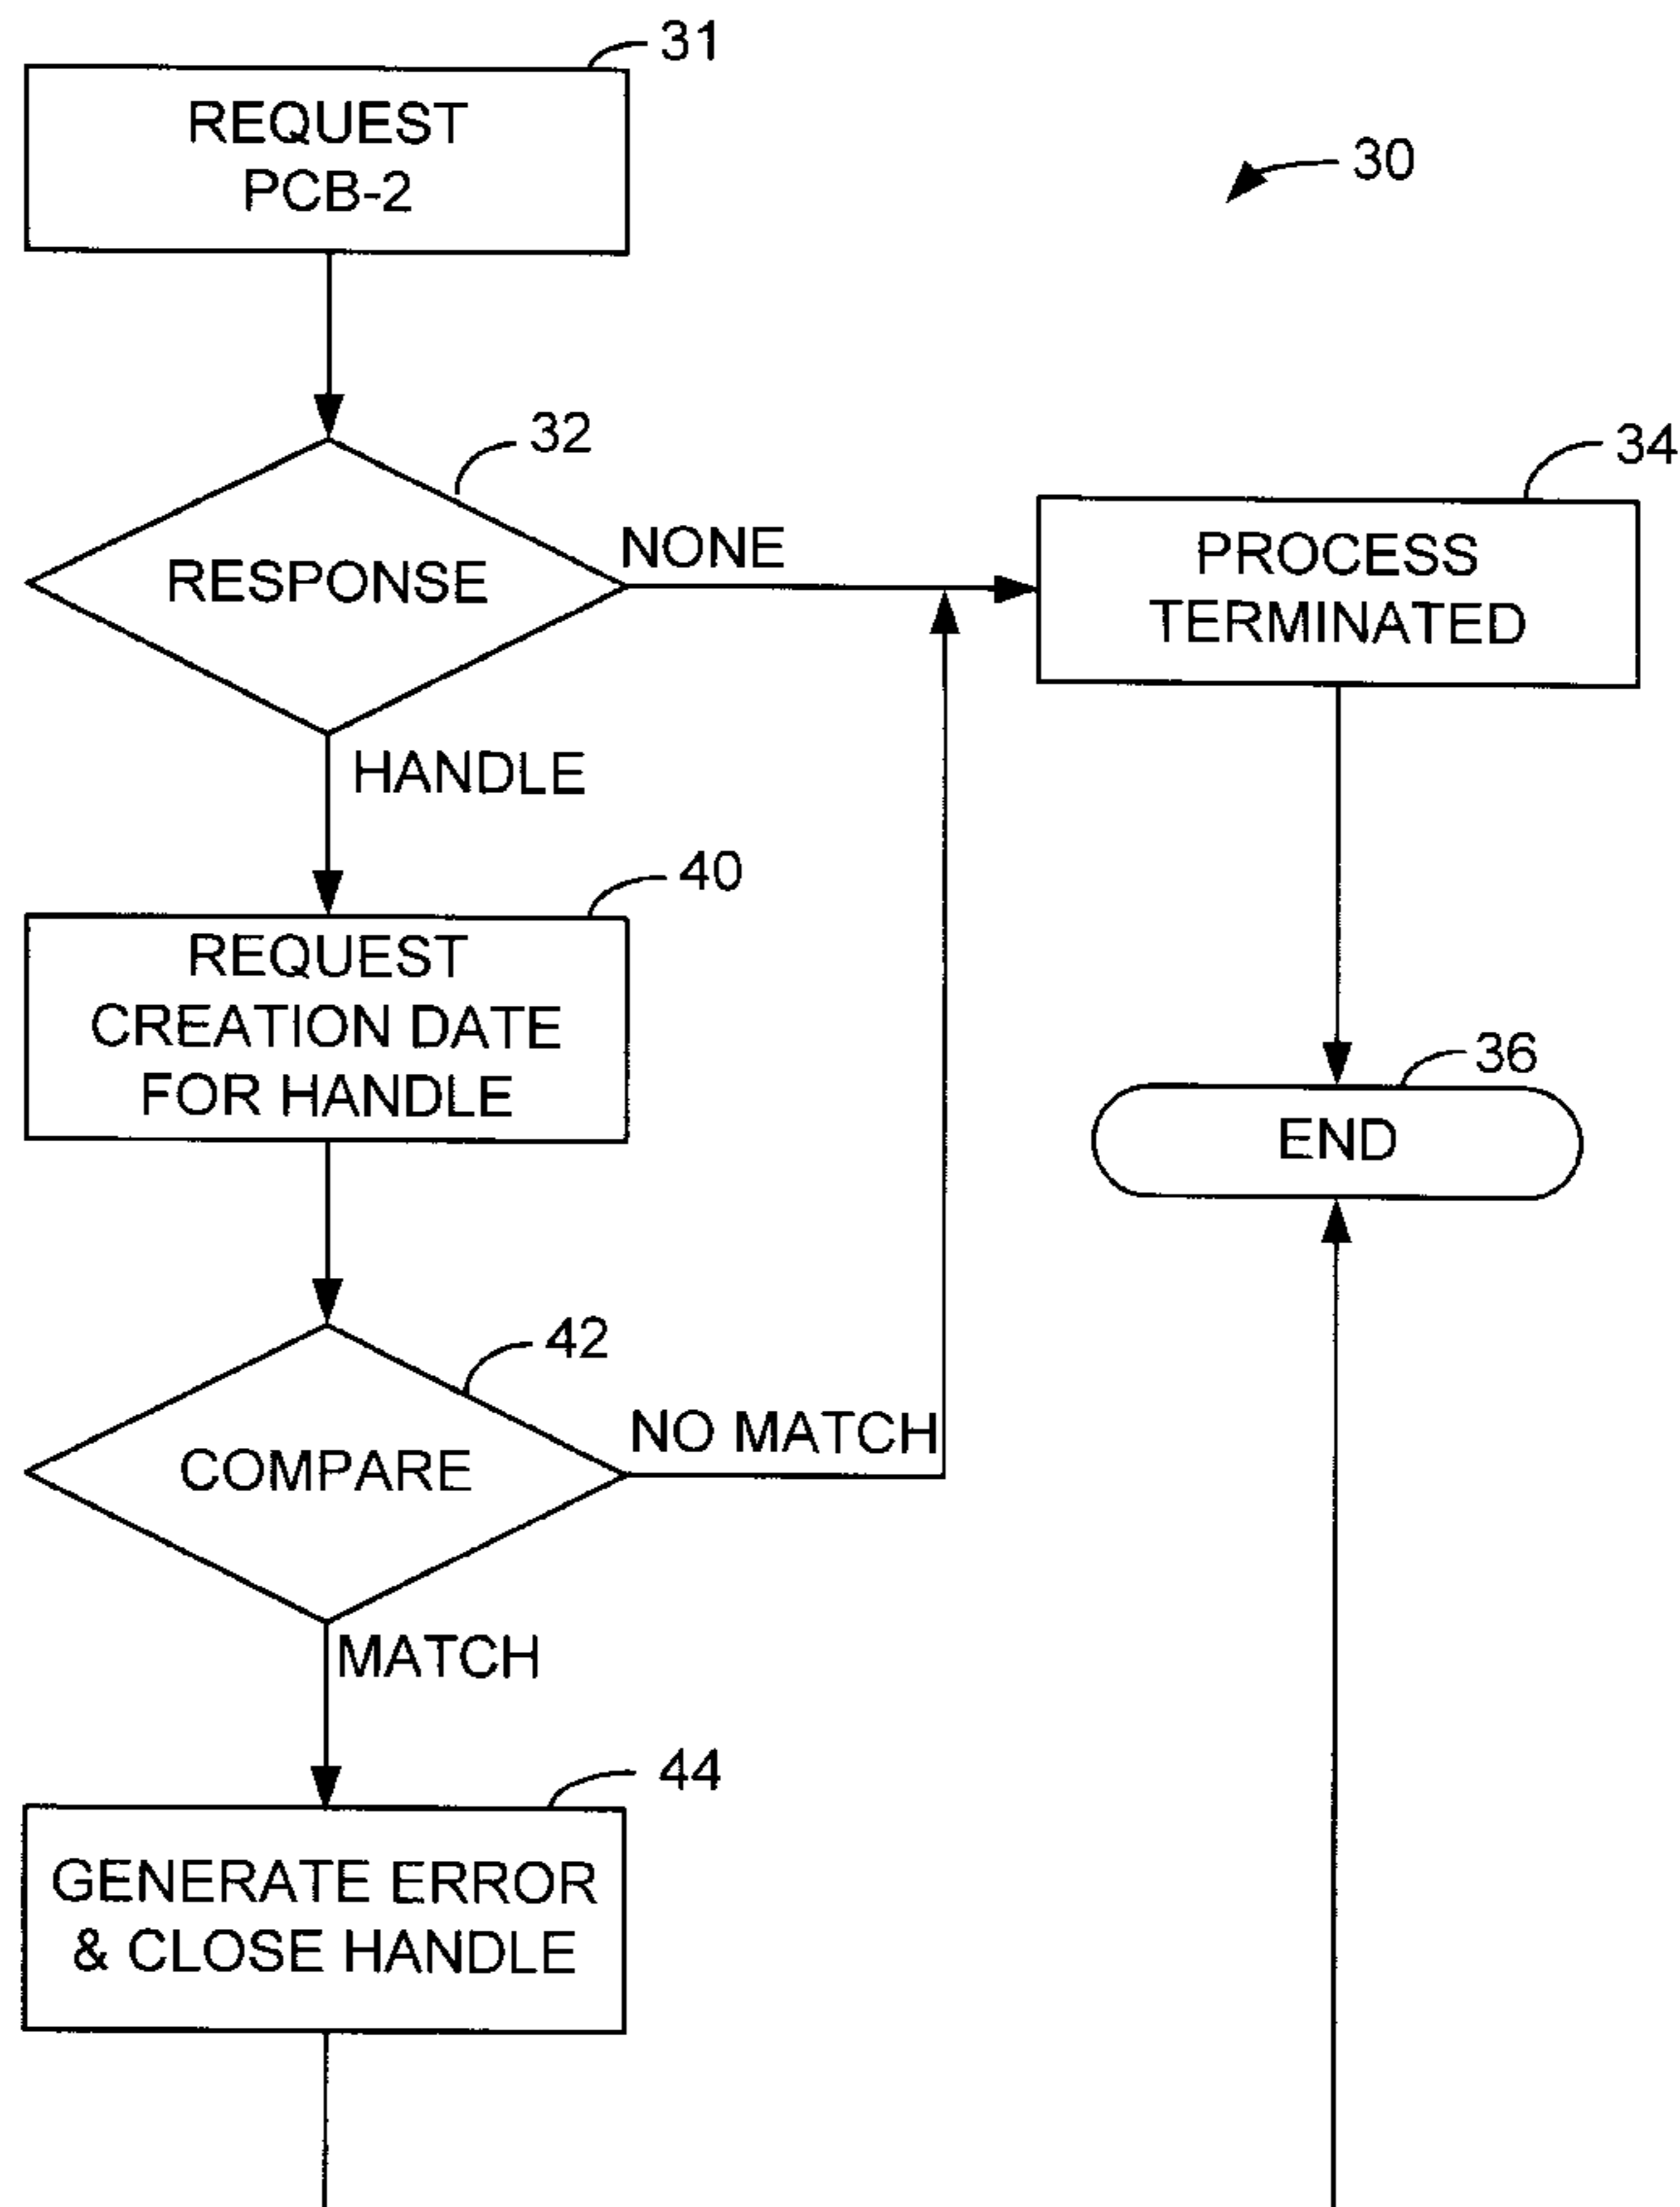 31
REQUEST
PCB-2
30
32
RESPONSE
NONE
34
PROCESS
TERMINATED
HANDLE
40
REQUEST
CREATION DATE
FOR HANDLE
36
END
42
COMPARE
NO MATCH
MATCH
44
GENERATE ERROR
& CLOSE HANDLE